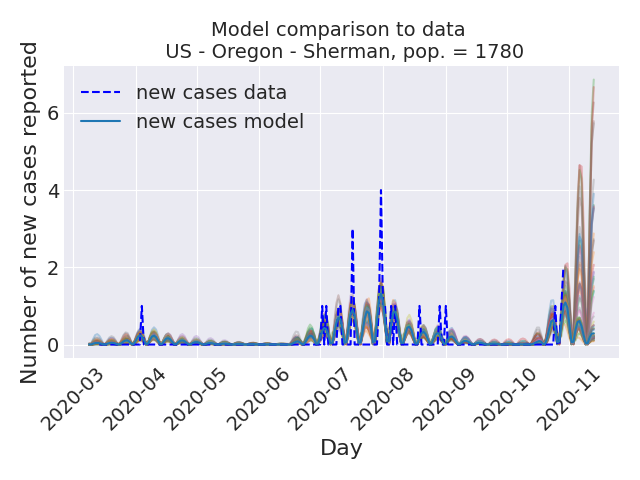 Model comparison to data
US - Oregon - Sherman, pop. = 1780
Number of new cases reported
new cases data
new cases model
6
4
2
0
2020-03
2020-04
2020-05
2020-06
2020-07
2020-08
2020-09
2020-10
2020-11
Day